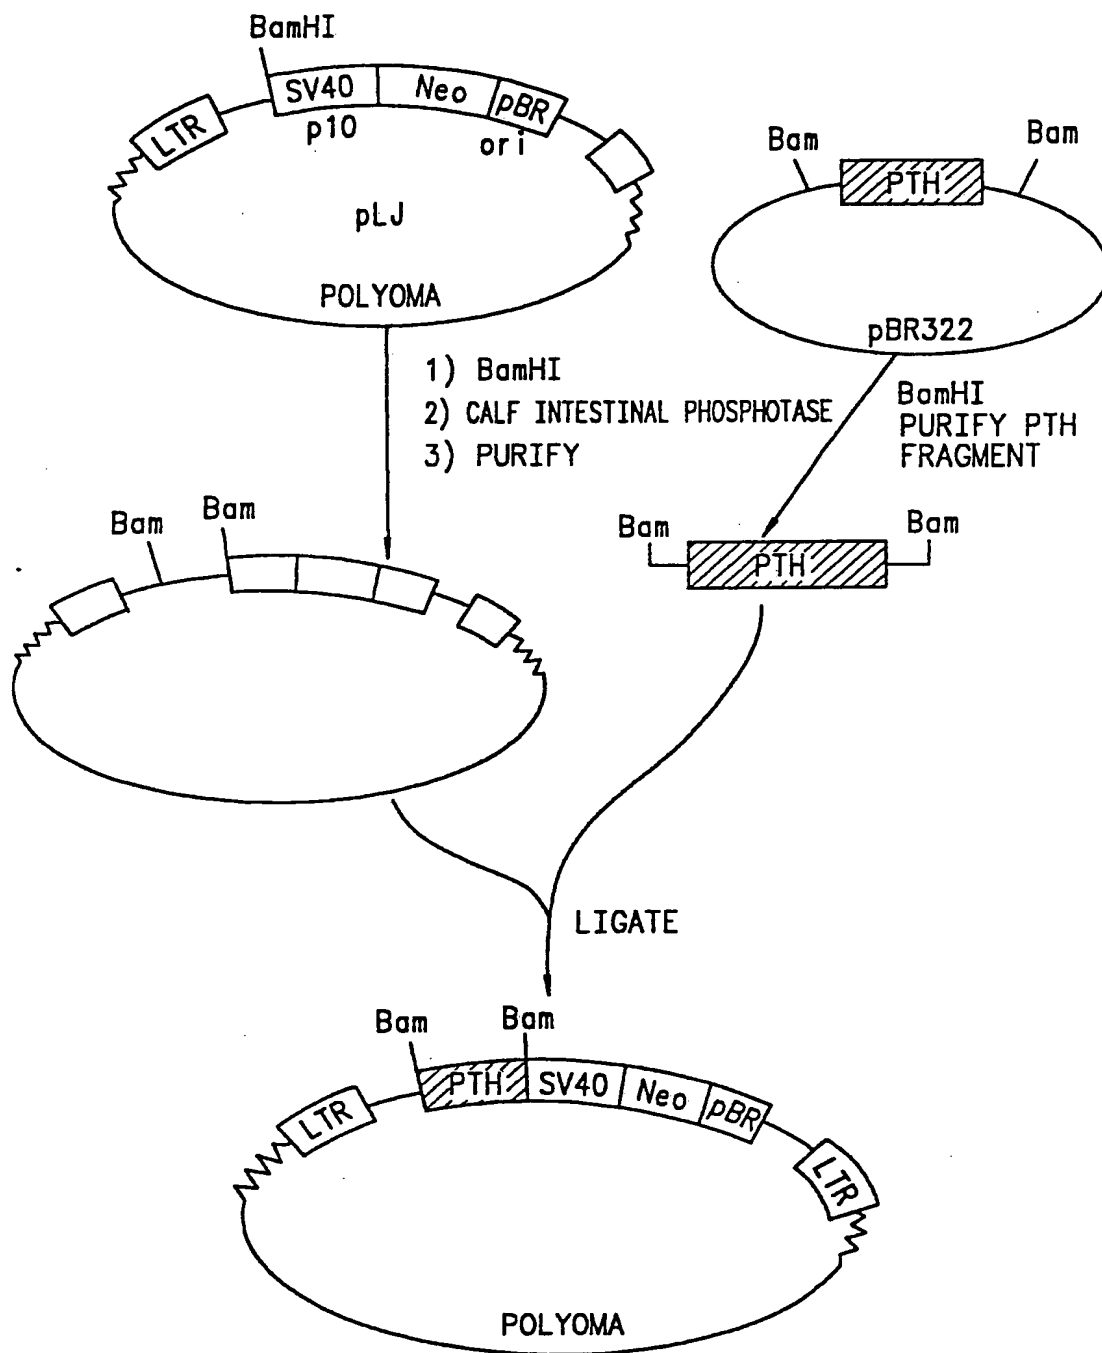 BamHI
SV40
Neo
pBR
LTR
p10
ori
pLJ
POLYOMA
Bam
Bam
PTH
pBR322
1) BamHI
2) CALF INTESTINAL PHOSPHOTASE
3) PURIFY
BamHI
PURIFY PTH
FRAGMENT
Bam
Bam
Bam
Bam
PTH
LIGATE
Bam
Bam
PTH
SV40
Neo
pBR
LTR
LTR
POLYOMA